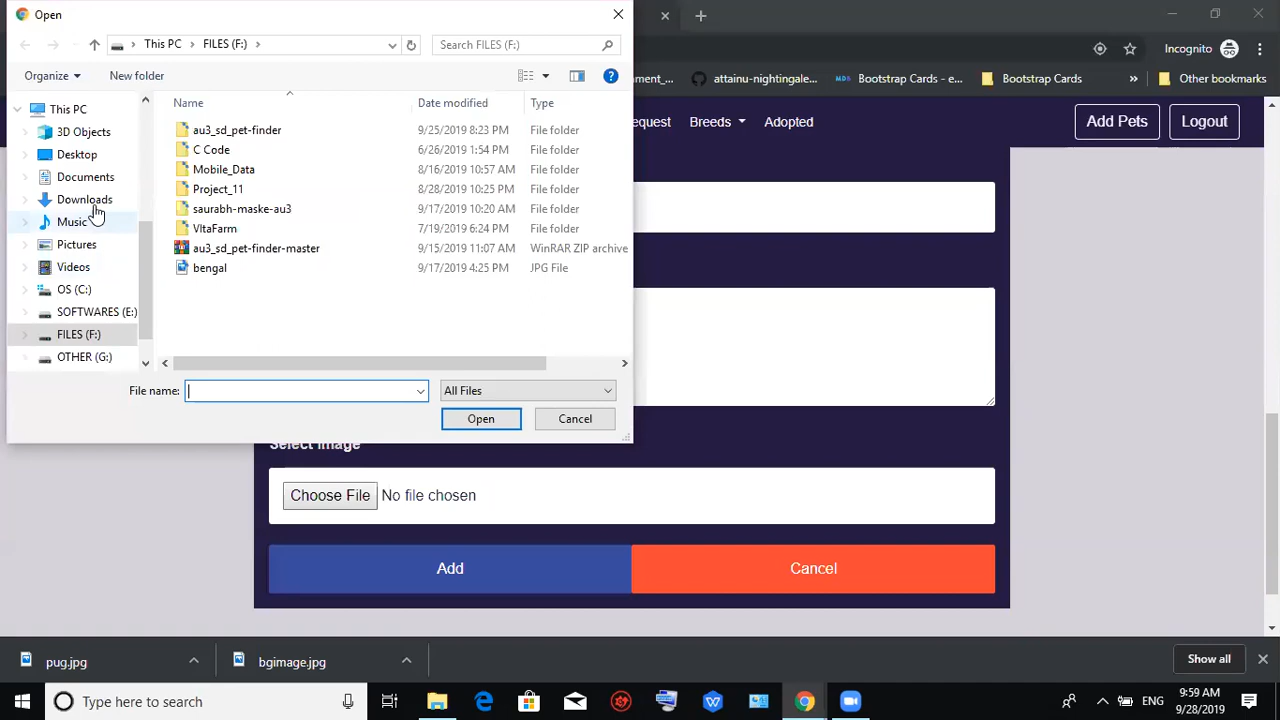 Open
This PC
FILES (F:)
Search FILES (F:)
Organize
New folder
Name
Date modified
Type
This PC
3D Objects
Desktop
Documents
Downloads
Music
Pictures
Videos
OS (C:)
SOFTWARES (E:)
FILES (F:)
OTHER (G:)
au3_sd_pet-finder 9/25/2019 8:23 PM File folder
C Code 6/26/2019 1:54 PM File folder
Mobile_Data 8/16/2019 10:57 AM File folder
Project_11 8/28/2019 10:25 PM File folder
saurabh-maske-au3 9/17/2019 10:20 AM File folder
VItaFarm 7/19/2019 6:24 PM File folder
au3_sd_pet-finder-master 9/15/2019 11:07 AM WinRAR ZIP archive
bengal 9/17/2019 4:25 PM JPG File
File name:
All Files
Open
Cancel
Incognito
ment_...
attainu-nightingale...
MDB Bootstrap Cards - e...
Bootstrap Cards
Other bookmarks
equest
Breeds
Adopted
Add Pets
Logout
Select Image
Choose File No file chosen
Add
Cancel
pug.jpg
bgimage.jpg
Show all
Type here to search
ENG
9:59 AM
9/28/2019